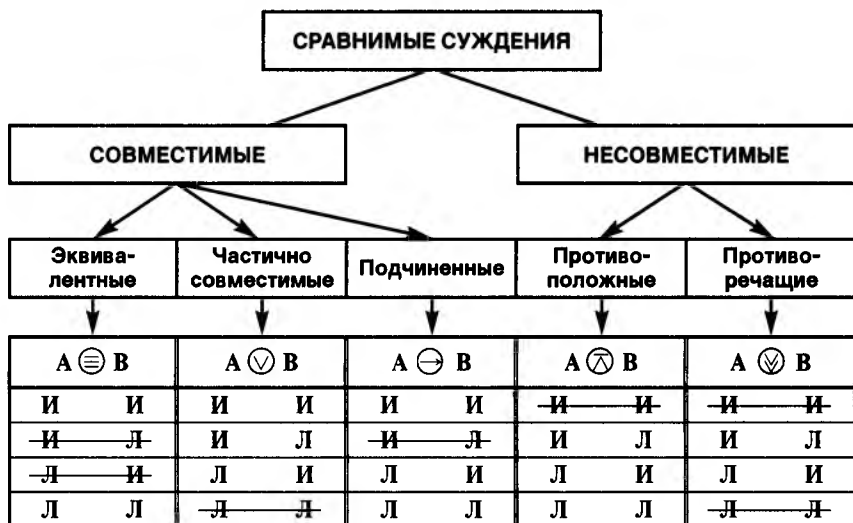 СРАВНИМЫЕ СУЖДЕНИЯ
СОВМЕСТИМЫЕ НЕСОВМЕСТИМЫЕ
Эквива- Частично Подчиненные Противо- Противо-
лентные совместимые положные речащие
A ≡ B A ∨ B A → B A ⊼ B A ⩔ B
И И И И И И И И И И
И Л И Л И Л И Л И Л
Л И Л И Л И Л И Л И
Л Л Л Л Л Л Л Л Л Л